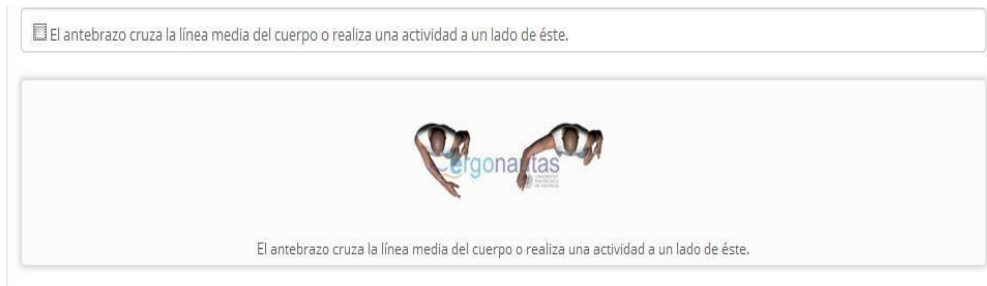 El antebrazo cruza la línea media del cuerpo o realiza una actividad a un lado de éste.
ergonautas
El antebrazo cruza la línea media del cuerpo o realiza una actividad a un lado de éste.